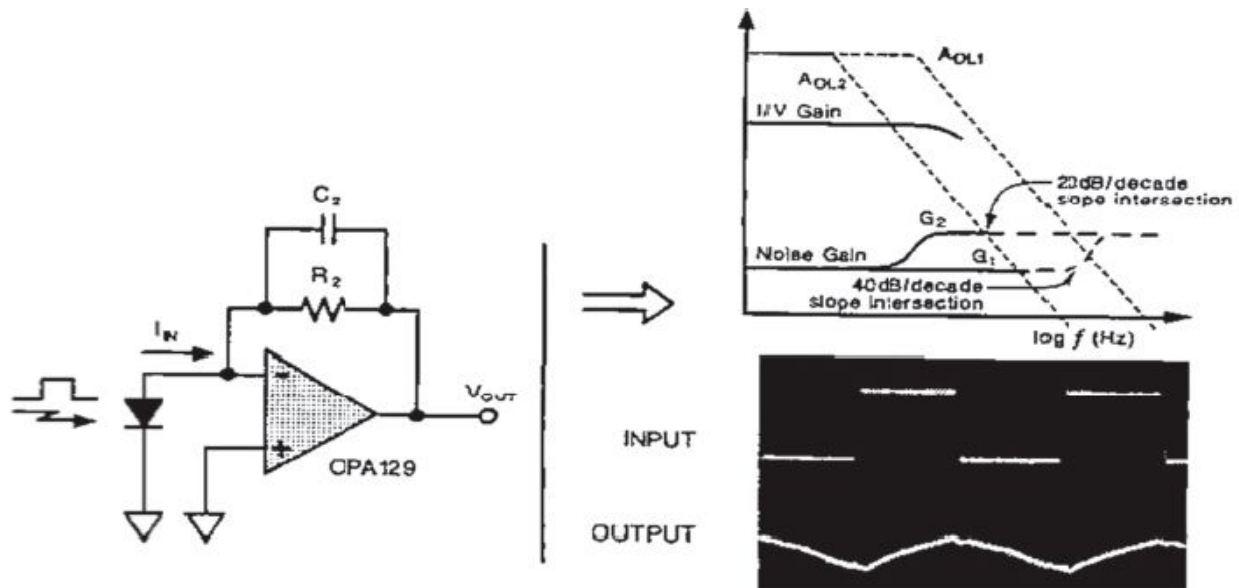 C2
R2
IIN
-
+
OPA129
VOUT
AOL1
AOL2
I/V Gain
20dB/decade
slope intersection
G2
Noise Gain
G1
40dB/decade
slope intersection
log f (Hz)
INPUT
OUTPUT